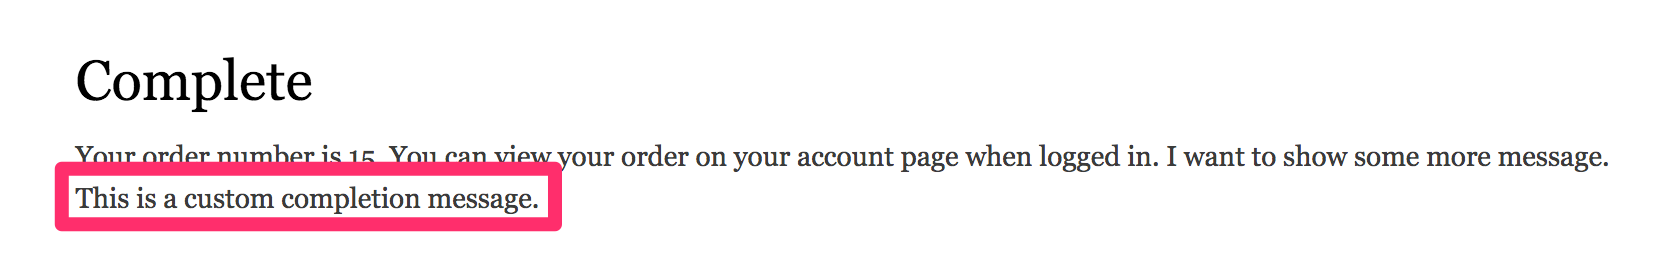 Complete
Your order number is 15. You can view your order on your account page when logged in. I want to show some more message.
This is a custom completion message.